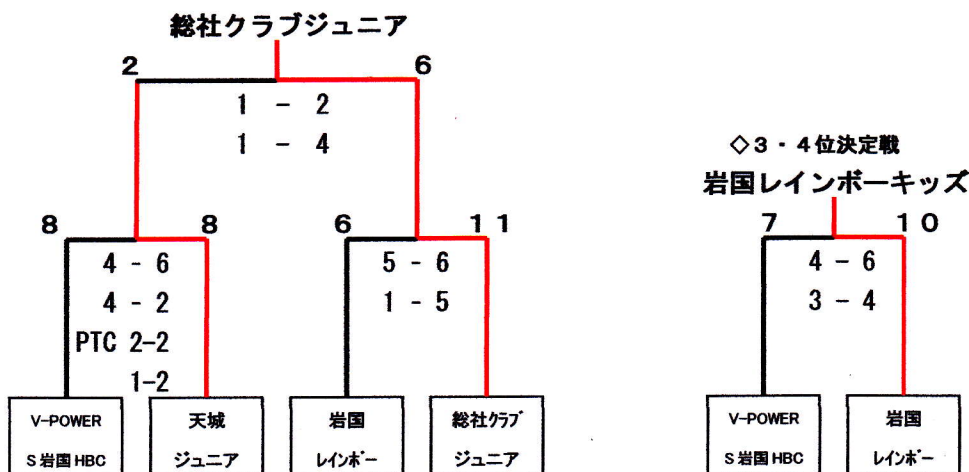 総社クラブジュニア
2 6
1 - 2
1 - 4
8 8 6 11
4 - 6 5 - 6
4 - 2 1 - 5
PTC 2-2
1-2
V-POWER 天城 岩国 総社クラブ
S岩国HBC ジュニア レインボー ジュニア
◇3・4位決定戦
岩国レインボーキッズ
7 10
4 - 6
3 - 4
V-POWER 岩国
S岩国HBC レインボー